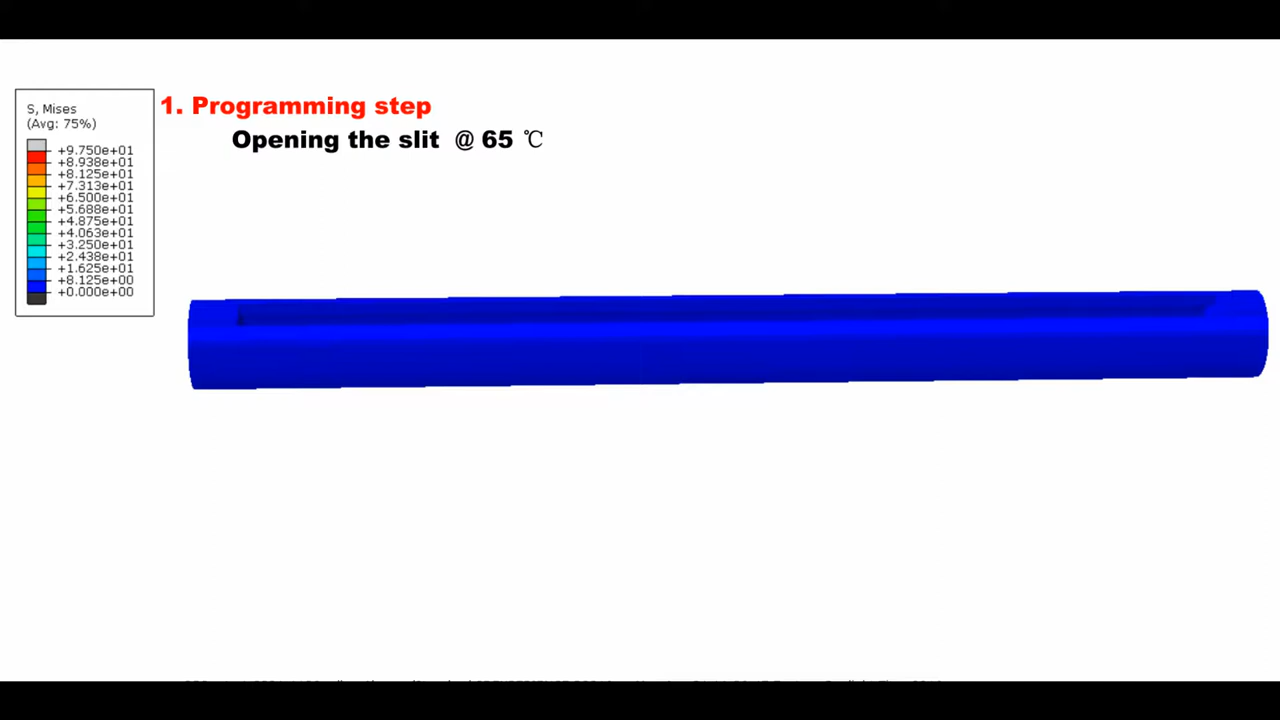 1. Programming step
Opening the slit @ 65 ℃
S, Mises
(Avg: 75%)
+9.750e+01
+8.938e+01
+8.125e+01
+7.313e+01
+6.500e+01
+5.688e+01
+4.875e+01
+4.063e+01
+3.250e+01
+2.438e+01
+1.625e+01
+8.125e+00
+0.000e+00